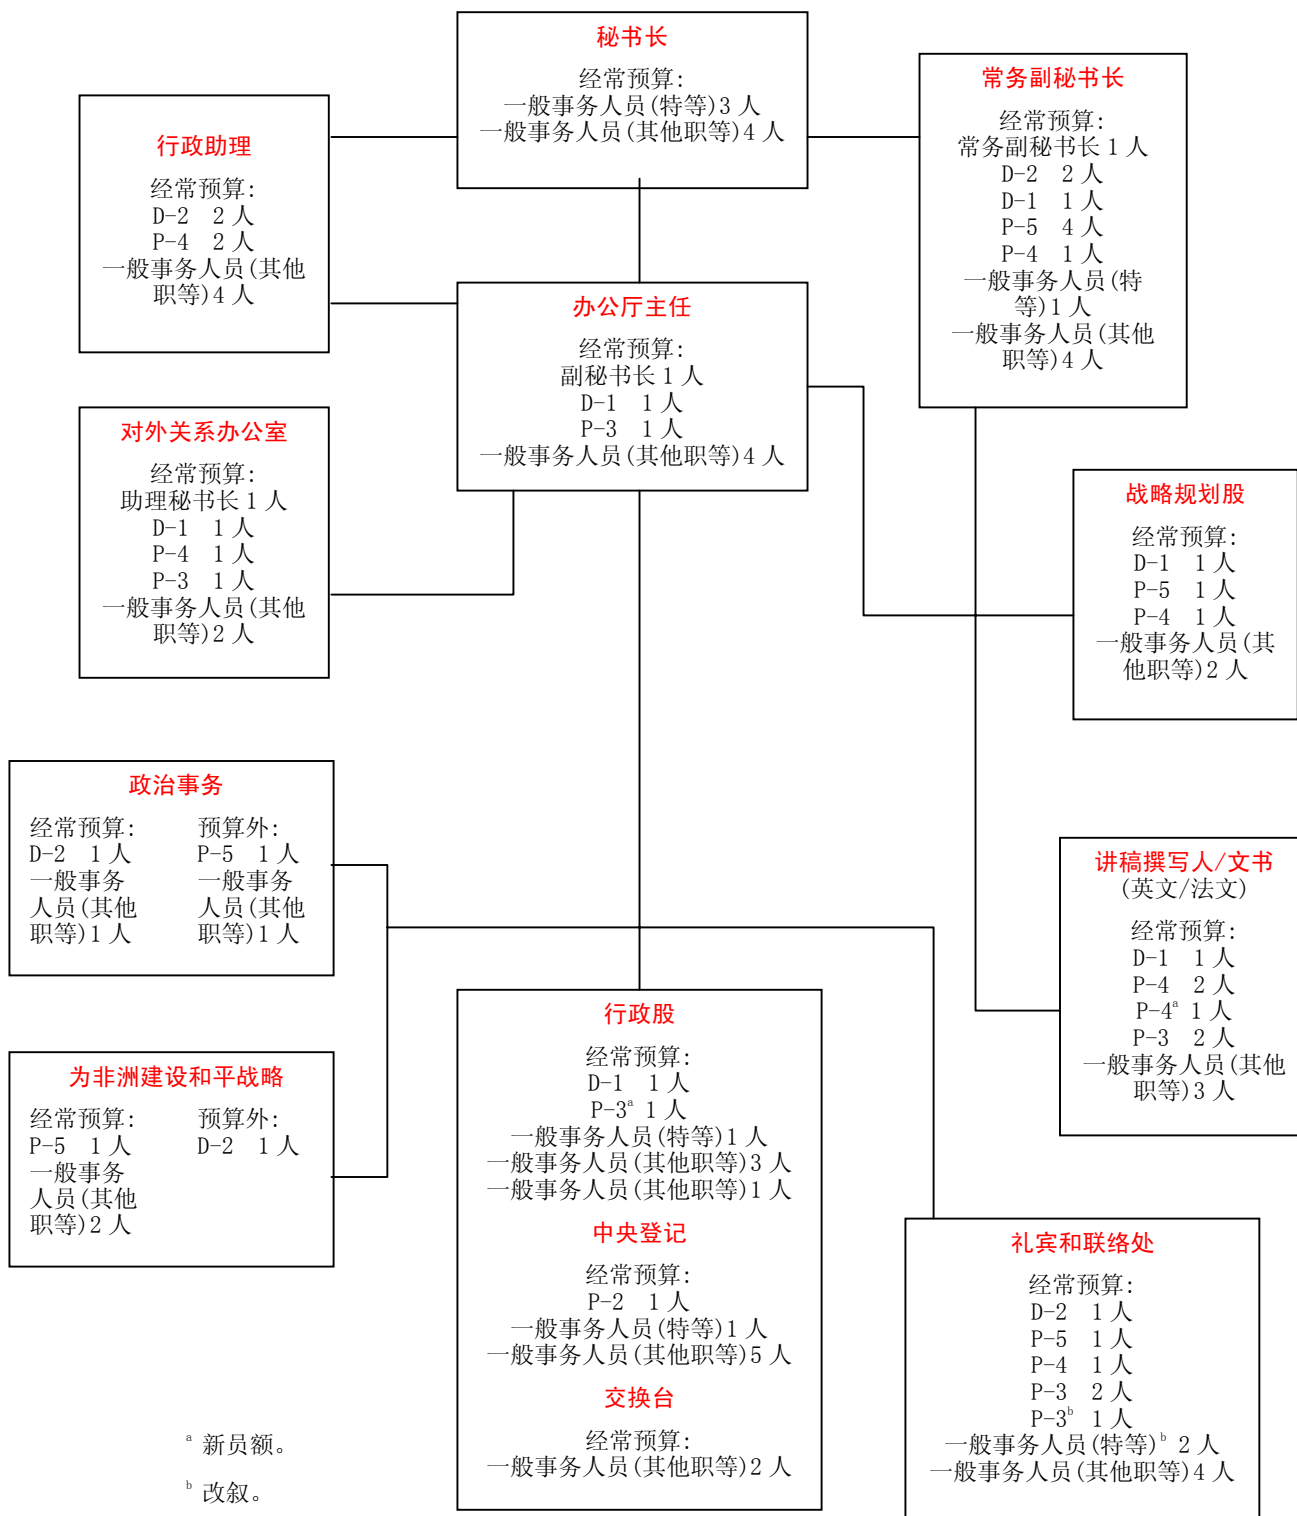 秘书长
经常预算:
一般事务人员(特等)3 人
一般事务人员(其他职等)4 人
常务副秘书长
经常预算:
常务副秘书长 1 人
D-2 2 人
D-1 1 人
P-5 4 人
P-4 1 人
一般事务人员(特
等)1 人
一般事务人员(其他
职等)4 人
行政助理
经常预算:
D-2 2 人
P-4 2 人
一般事务人员(其他
职等)4 人
办公厅主任
经常预算:
副秘书长 1 人
D-1 1 人
P-3 1 人
一般事务人员(其他职等)4 人
对外关系办公室
经常预算:
助理秘书长 1 人
D-1 1 人
P-4 1 人
P-3 1 人
一般事务人员(其他
职等)2 人
战略规划股
经常预算:
D-1 1 人
P-5 1 人
P-4 1 人
一般事务人员(其
他职等)2 人
政治事务
经常预算:
D-2 1 人
一般事务
人员(其他
职等)1 人
预算外:
P-5 1 人
一般事务
人员(其他
职等)1 人
讲稿撰写人/文书
(英文/法文)
经常预算:
D-1 1 人
P-4 2 人
P-4ᵃ 1 人
P-3 2 人
一般事务人员(其他
职等)3 人
为非洲建设和平战略
经常预算:
P-5 1 人
一般事务
人员(其他
职等)2 人
预算外:
D-2 1 人
行政股
经常预算:
D-1 1 人
P-3ᵃ 1 人
一般事务人员(特等)1 人
一般事务人员(其他职等)3 人
一般事务人员(其他职等)1 人
中央登记
经常预算:
P-2 1 人
一般事务人员(特等)1 人
一般事务人员(其他职等)5 人
交换台
经常预算:
一般事务人员(其他职等)2 人
礼宾和联络处
经常预算:
D-2 1 人
P-5 1 人
P-4 1 人
P-3 2 人
P-3ᵇ 1 人
一般事务人员(特等)ᵇ 2 人
一般事务人员(其他职等)4 人
ᵃ 新员额。
ᵇ 改叙。